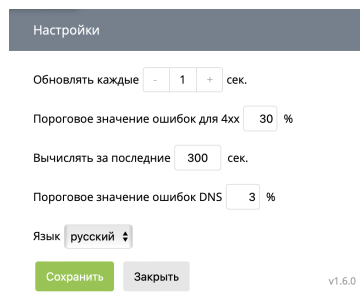 Настройки
Обновлять каждые - 1 + сек.
Пороговое значение ошибок для 4xx 30 %
Вычислять за последние 300 сек.
Пороговое значение ошибок DNS 3 %
Язык русский
Сохранить Закрыть v1.6.0